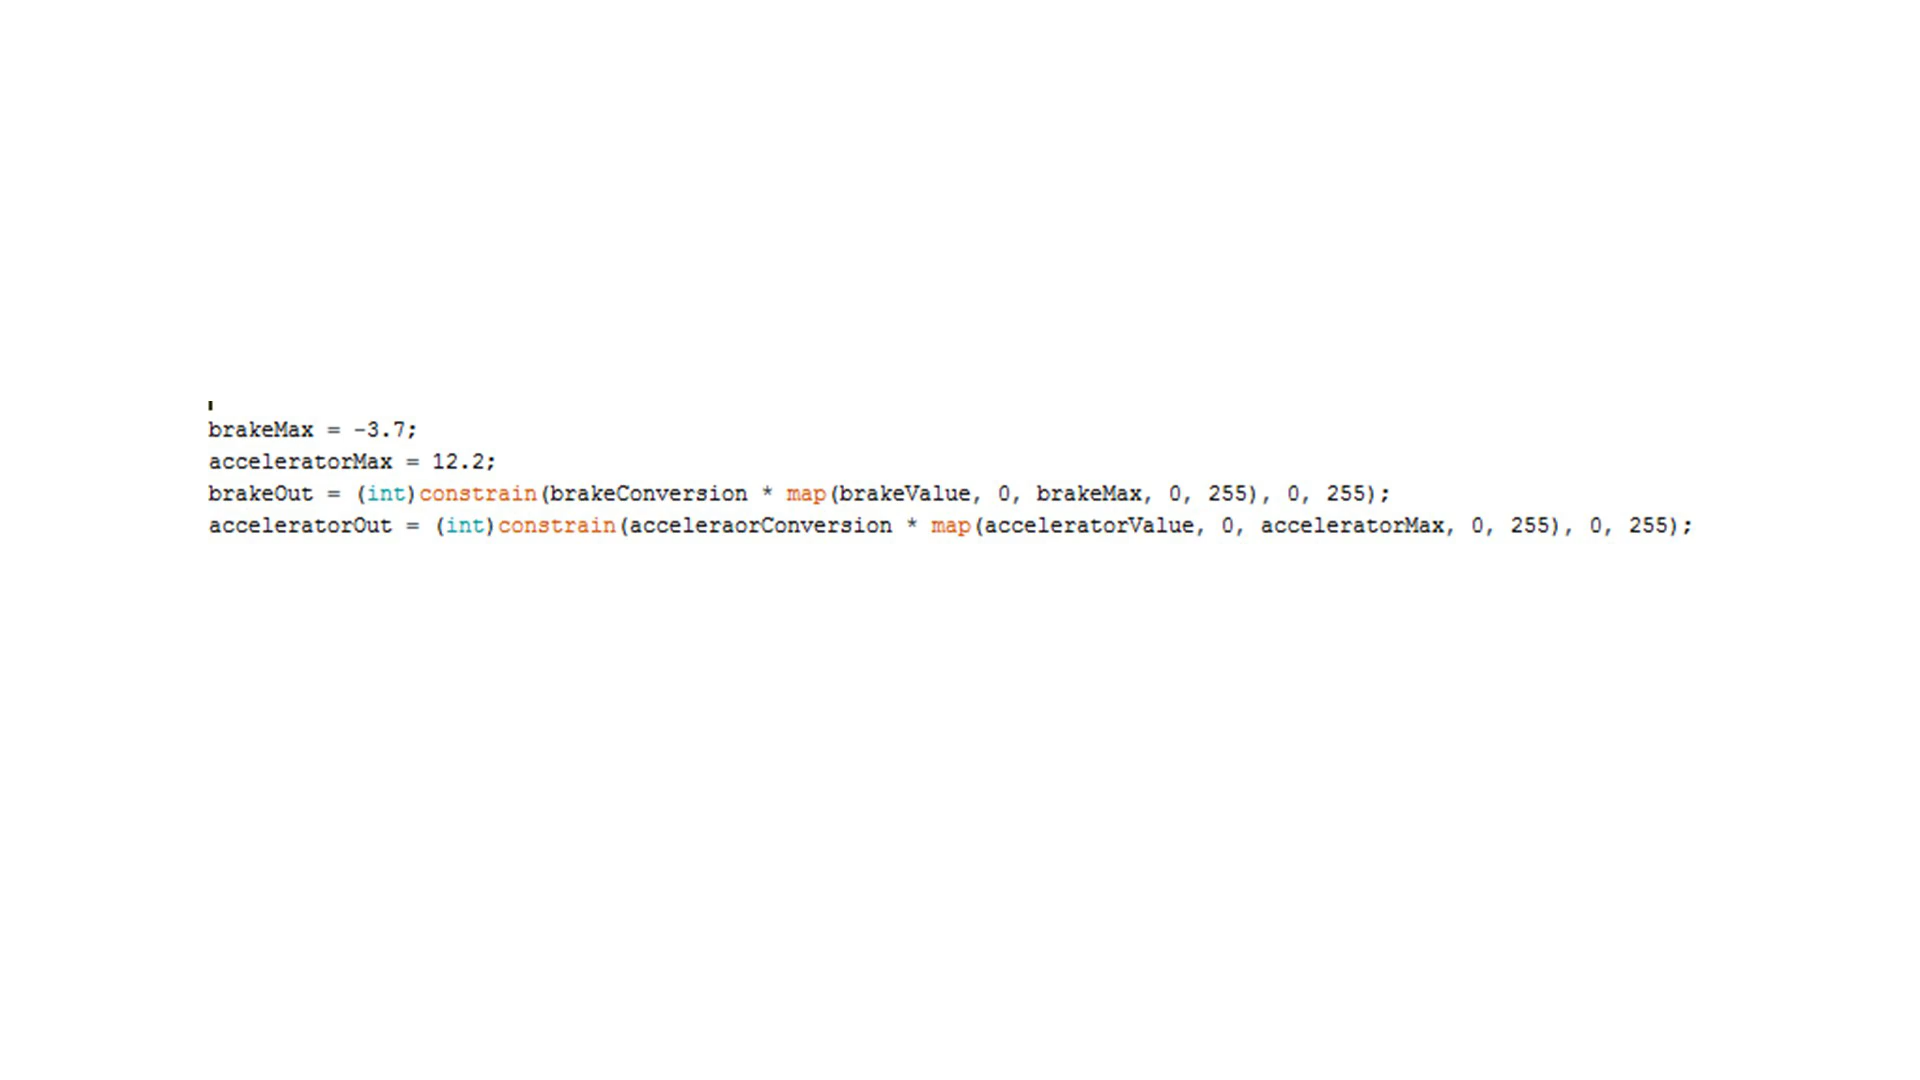 brakeMax = -3.7;
acceleratorMax = 12.2;
brakeOut = (int)constrain(brakeConversion * map(brakeValue, 0, brakeMax, 0, 255), 0, 255);
acceleratorOut = (int)constrain(acceleraorConversion * map(acceleratorValue, 0, acceleratorMax, 0, 255), 0, 255);